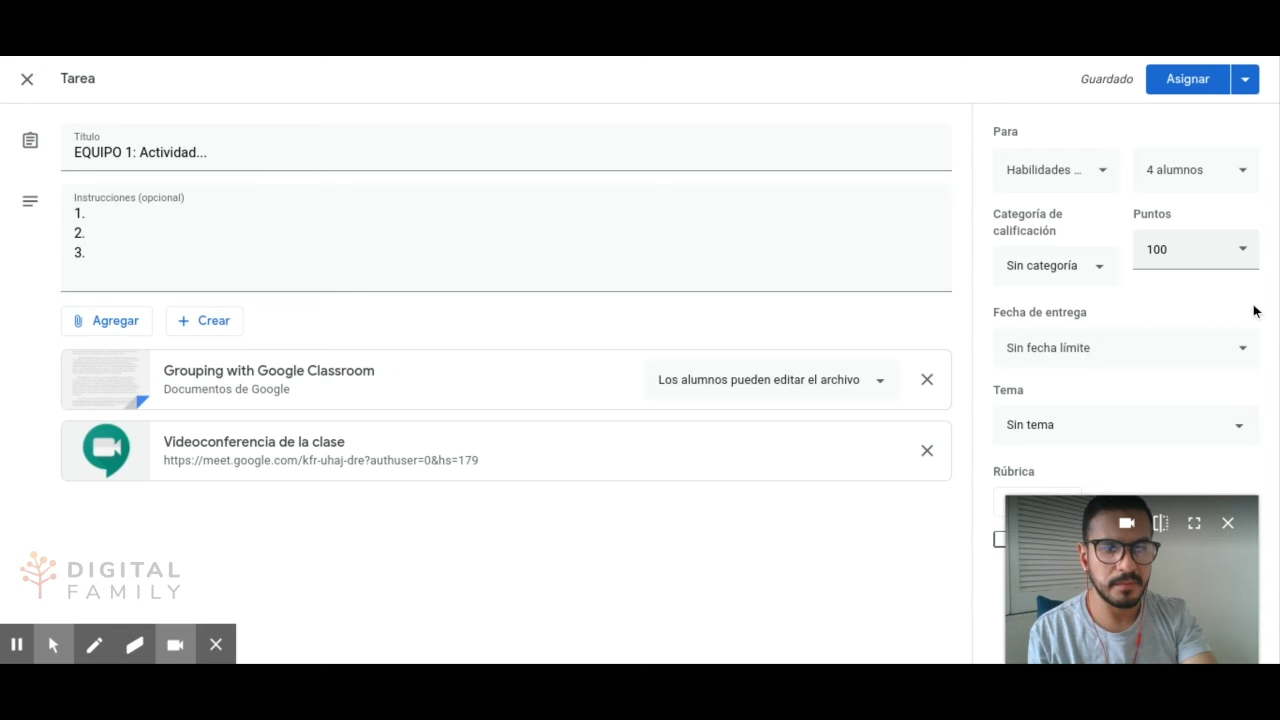 Tarea
Guardado
Asignar
Título
EQUIPO 1: Actividad...
Instrucciones (opcional)
1.
2.
3.
Agregar
Crear
Grouping with Google Classroom
Documentos de Google
Los alumnos pueden editar el archivo
Videoconferencia de la clase
https://meet.google.com/kfr-uhaj-dre?authuser=0&hs=179
Para
Habilidades ...
4 alumnos
Categoría de
calificación
Puntos
Sin categoría
100
Fecha de entrega
Sin fecha límite
Tema
Sin tema
Rúbrica
DIGITAL
FAMILY